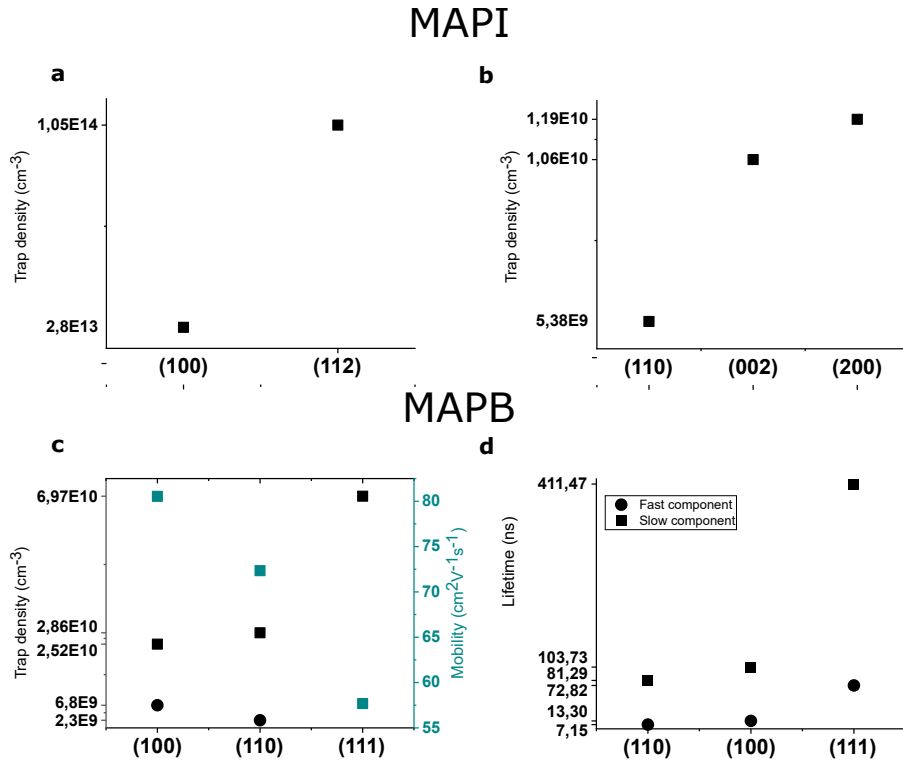 MAPI
a
Trap density (cm⁻³)
1,05E14
2,8E13
(100)
(112)
b
Trap density (cm⁻³)
1,19E10
1,06E10
5,38E9
(110)
(002)
(200)
MAPB
c
Trap density (cm⁻³)
6,97E10
2,86E10
2,52E10
6,8E9
2,3E9
(100)
(110)
(111)
80
75
70
65
60
55
Mobility (cm²V-1s⁻¹)
d
Lifetime (ns)
411,47
103,73
81,29
72,82
13,30
7,15
Fast component
Slow component
(110)
(100)
(111)